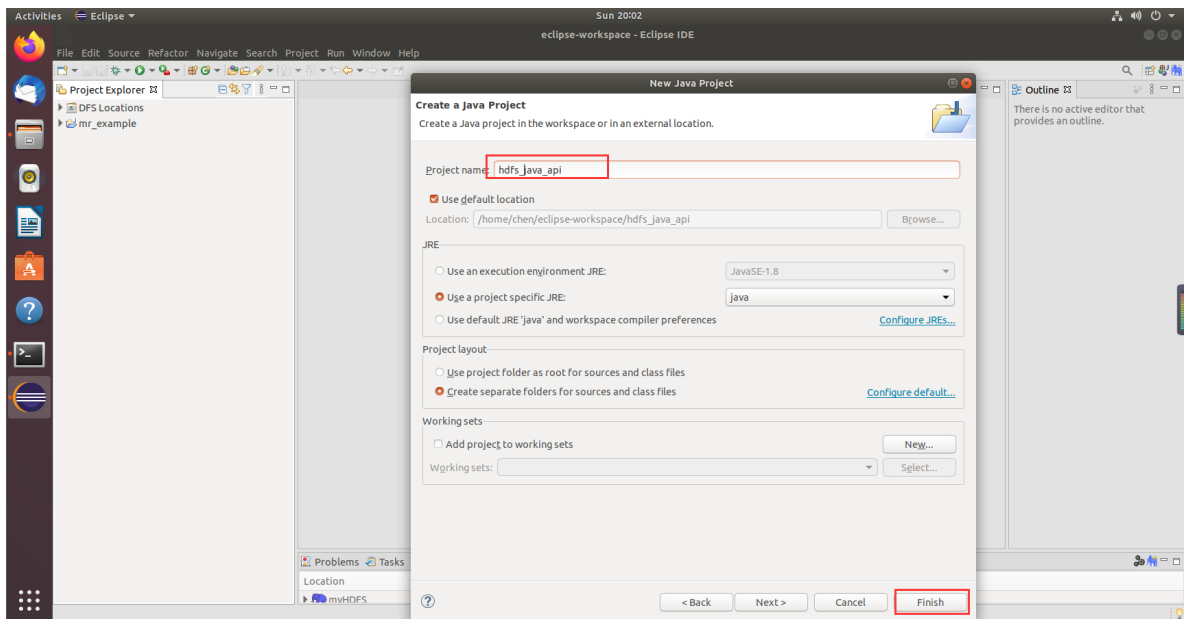 Activities Eclipse Sun 20:02
eclipse-workspace - Eclipse IDE
File Edit Source Refactor Navigate Search Project Run Window Help
Project Explorer
DFS Locations
mr_example
New Java Project
Create a Java Project
Create a Java project in the workspace or in an external location.
Project name: hdfs_java_api
Use default location
Location: /home/chen/eclipse-workspace/hdfs_java_api Browse...
JRE
Use an execution environment JRE: JavaSE-1.8
Use a project specific JRE: java
Use default JRE 'java' and workspace compiler preferences Configure JREs...
Project layout
Use project folder as root for sources and class files
Create separate folders for sources and class files Configure default...
Working sets
Add project to working sets New...
Working sets: Select...
< Back Next > Cancel Finish
Outline
There is no active editor that
provides an outline.
Problems Tasks
Location
myHDFS